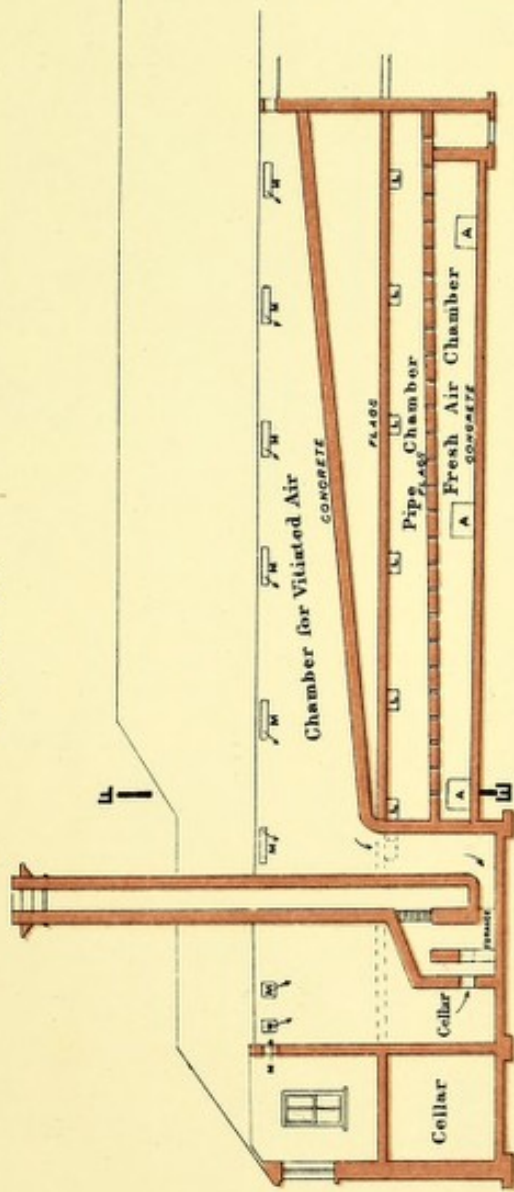 F
M M M M M M M M M
Chamber for Vitiated Air
CONCRETE
FLAGS
L L L L L L
Pipe Chamber
FLAGS
Fresh Air Chamber
A A A
CONCRETE
E
FURNACE
Cellar
Cellar